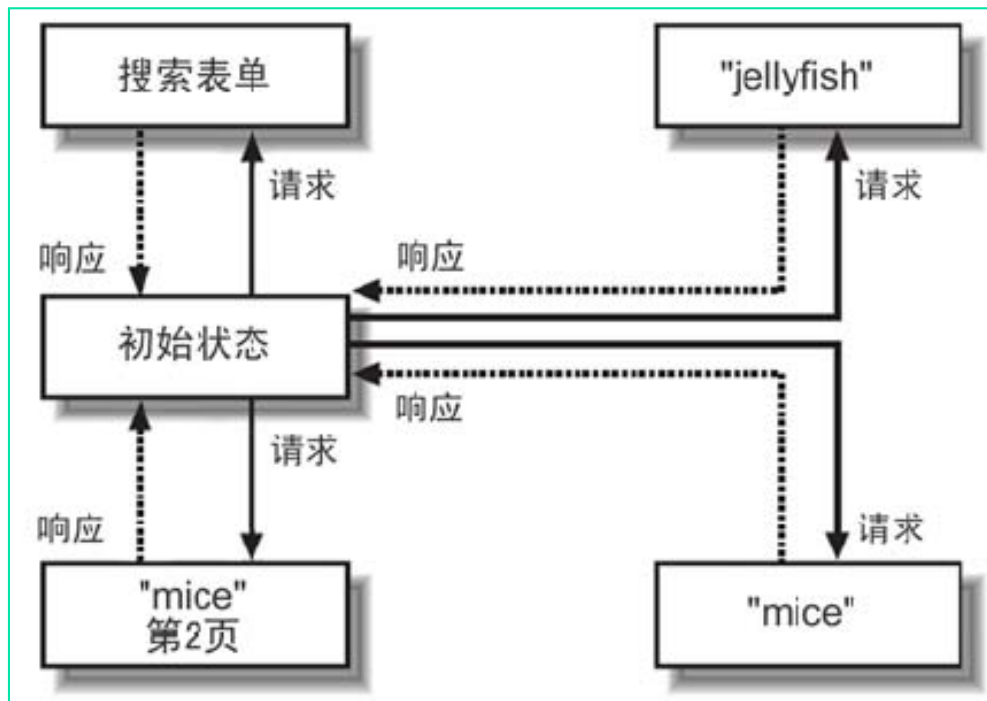 搜索表单
"jellyfish"
请求
请求
响应
响应
初始状态
响应
请求
响应
请求
"mice"
第2页
"mice"